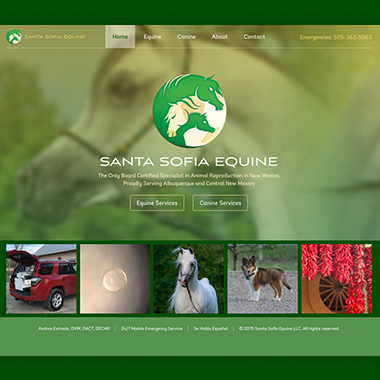 SANTA SOFIA EQUINE
Home Equine Canine About Contact
Emergencies: 505-363-5063
SANTA SOFIA EQUINE
The Only Board Certified Specialist in Animal Reproduction in New Mexico,
Proudly Serving Albuquerque and Central New Mexico
Equine Services Canine Services
Andres Estrada, DVM, DACT, DECAR | 24/7 Mobile Emergency Service | Se Habla Español | © 2015 Santa Sofia Equine LLC. All rights reserved.